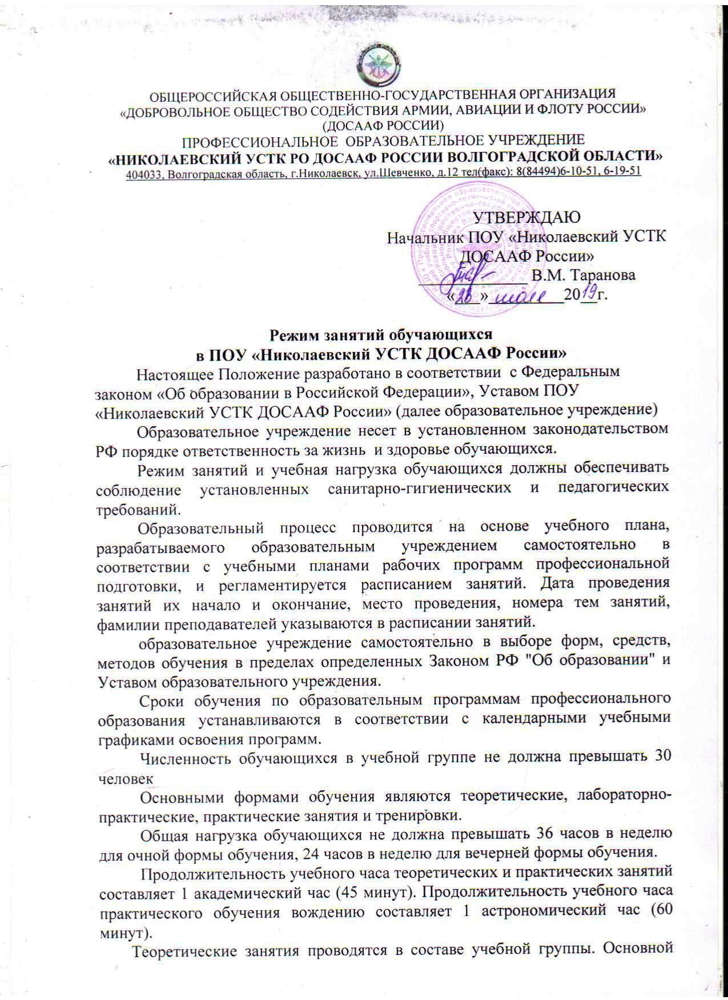 ОБЩЕРОССИЙСКАЯ ОБЩЕСТВЕННО-ГОСУДАРСТВЕННАЯ ОРГАНИЗАЦИЯ
«ДОБРОВОЛЬНОЕ ОБЩЕСТВО СОДЕЙСТВИЯ АРМИИ, АВИАЦИИ И ФЛОТУ РОССИИ»
(ДОСААФ РОССИИ)
ПРОФЕССИОНАЛЬНОЕ ОБРАЗОВАТЕЛЬНОЕ УЧРЕЖДЕНИЕ
«НИКОЛАЕВСКИЙ УСТК РО ДОСААФ РОССИИ ВОЛГОГРАДСКОЙ ОБЛАСТИ»
404033, Волгоградская область, г.Николаевск, ул.Шевченко, д.12 тел(факс): 8(84494)6-10-51, 6-19-51
УТВЕРЖДАЮ
Начальник ПОУ «Николаевский УСТК
ДОСААФ России»
______________ В.М. Таранова
«26» июля 2019г.
Режим занятий обучающихся
в ПОУ «Николаевский УСТК ДОСААФ России»
Настоящее Положение разработано в соответствии с Федеральным
законом «Об образовании в Российской Федерации», Уставом ПОУ
«Николаевский УСТК ДОСААФ России» (далее образовательное учреждение)
Образовательное учреждение несет в установленном законодательством
РФ порядке ответственность за жизнь и здоровье обучающихся.
Режим занятий и учебная нагрузка обучающихся должны обеспечивать
соблюдение установленных санитарно-гигиенических и педагогических
требований.
Образовательный процесс проводится на основе учебного плана,
разрабатываемого образовательным учреждением самостоятельно в
соответствии с учебными планами рабочих программ профессиональной
подготовки, и регламентируется расписанием занятий. Дата проведения
занятий их начало и окончание, место проведения, номера тем занятий,
фамилии преподавателей указываются в расписании занятий.
образовательное учреждение самостоятельно в выборе форм, средств,
методов обучения в пределах определенных Законом РФ "Об образовании" и
Уставом образовательного учреждения.
Сроки обучения по образовательным программам профессионального
образования устанавливаются в соответствии с календарными учебными
графиками освоения программ.
Численность обучающихся в учебной группе не должна превышать 30
человек
Основными формами обучения являются теоретические, лабораторно-
практические, практические занятия и тренировки.
Общая нагрузка обучающихся не должна превышать 36 часов в неделю
для очной формы обучения, 24 часов в неделю для вечерней формы обучения.
Продолжительность учебного часа теоретических и практических занятий
составляет 1 академический час (45 минут). Продолжительность учебного часа
практического обучения вождению составляет 1 астрономический час (60
минут).
Теоретические занятия проводятся в составе учебной группы. Основной